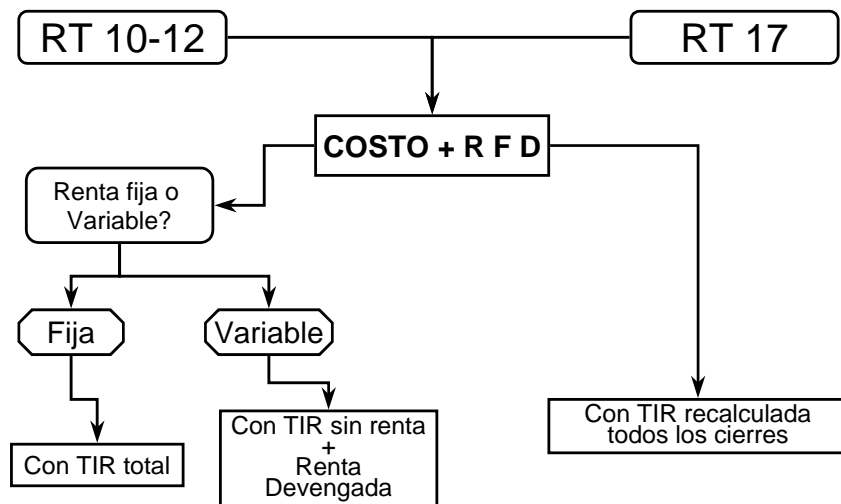 RT 10-12
RT 17
COSTO + R F D
Renta fija o
Variable?
Fija
Variable
Con TIR total
Con TIR sin renta
+
Renta
Devengada
Con TIR recalculada
todos los cierres